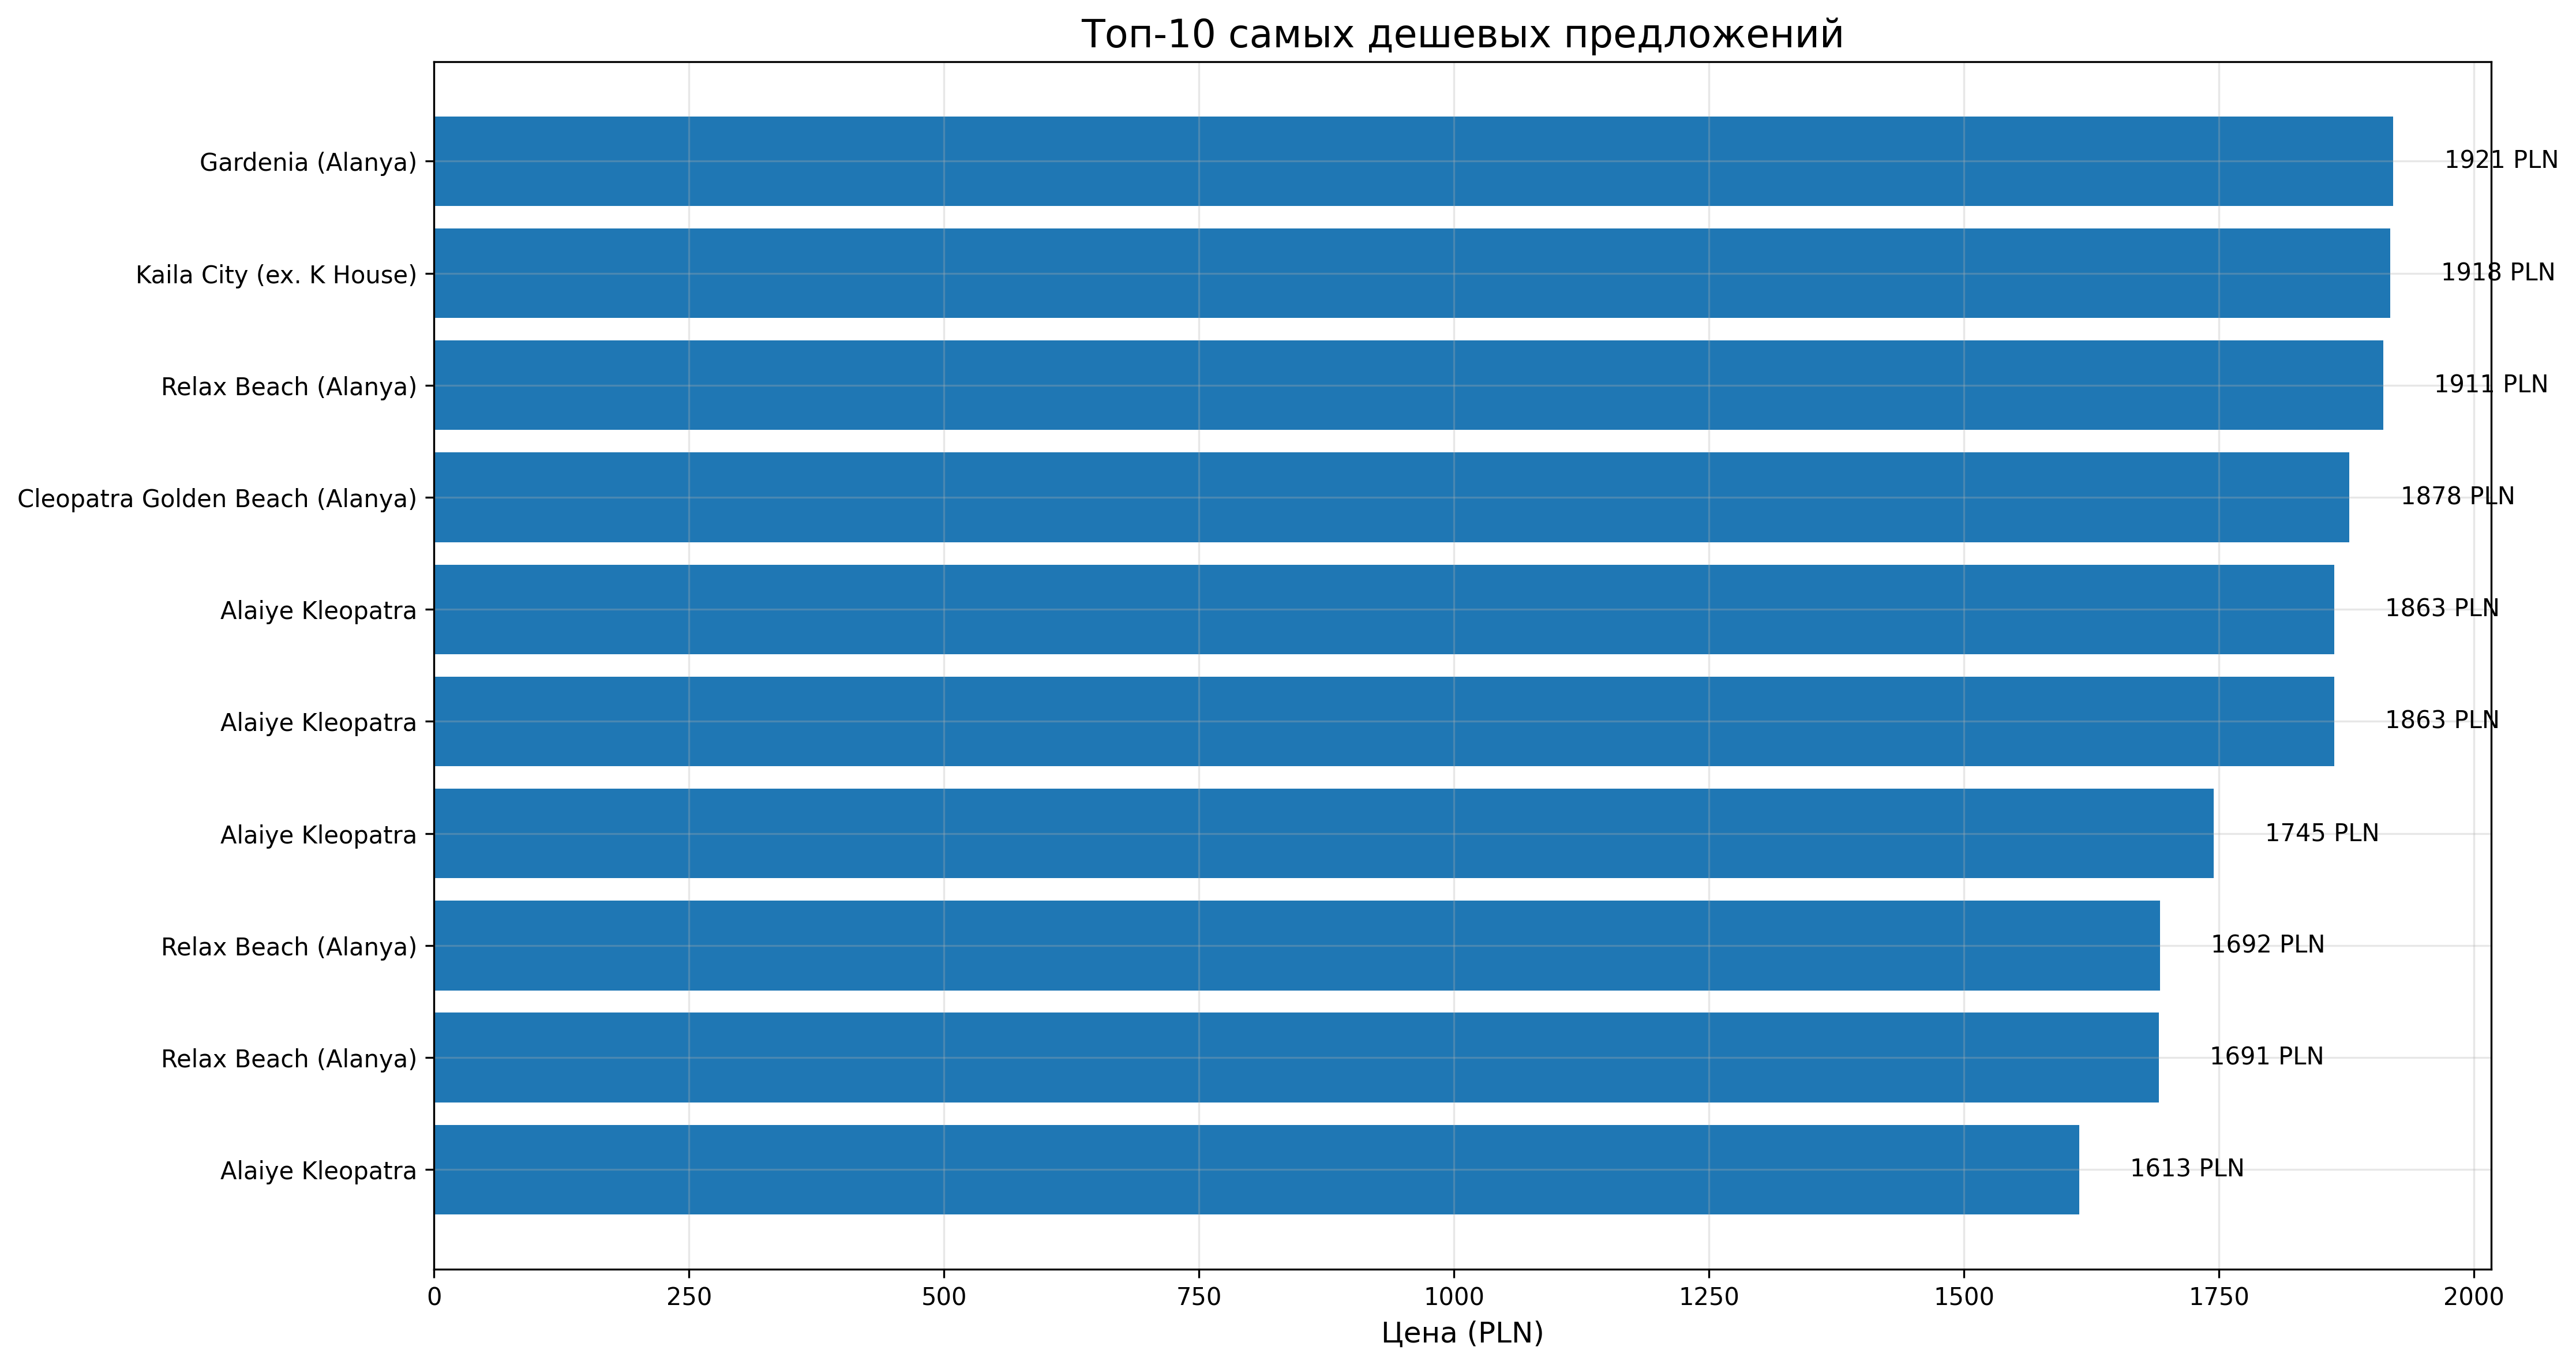 Топ-10 самых дешевых предложений
Gardenia (Alanya)
1921 PLN
Kaila City (ex. K House)
1918 PLN
Relax Beach (Alanya)
1911 PLN
Cleopatra Golden Beach (Alanya)
1878 PLN
Alaiye Kleopatra
1863 PLN
Alaiye Kleopatra
1863 PLN
Alaiye Kleopatra
1745 PLN
Relax Beach (Alanya)
1692 PLN
Relax Beach (Alanya)
1691 PLN
Alaiye Kleopatra
1613 PLN
0 250 500 750 1000 1250 1500 1750 2000
Цена (PLN)